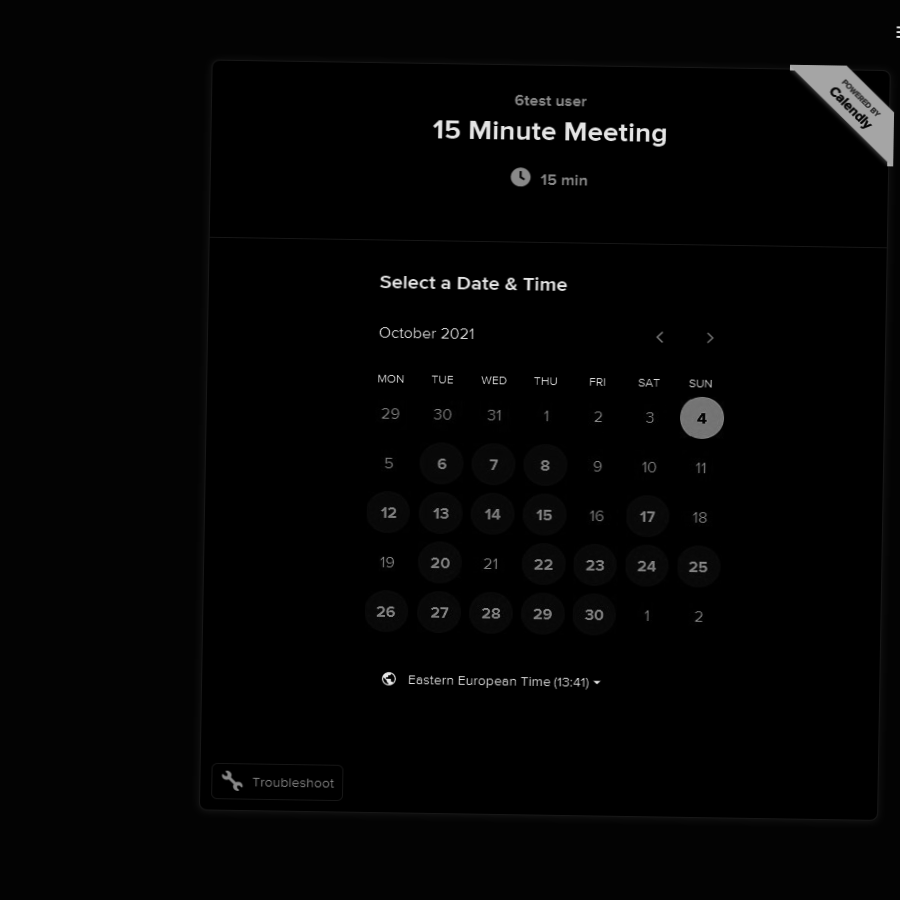 POWERED BY
Calendly
6test user
15 Minute Meeting
15 min
Select a Date & Time
October 2021
MON TUE WED THU FRI SAT SUN
29 30 31 1 2 3 4
5 6 7 8 9 10 11
12 13 14 15 16 17 18
19 20 21 22 23 24 25
26 27 28 29 30 1 2
Eastern European Time (13:41)
Troubleshoot